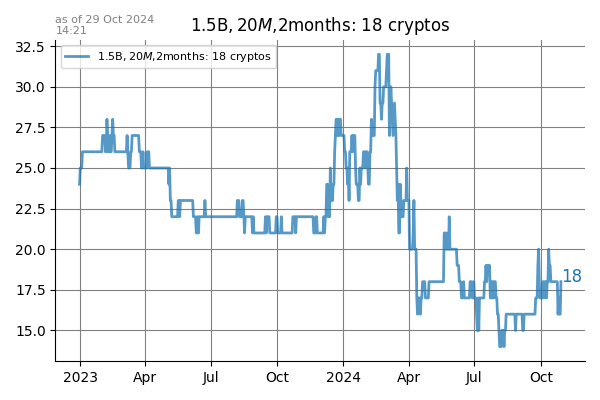 as of 29 Oct 2024
14:21
1.5B, 20M,2months: 18 cryptos
1.5B, 20M,2months: 18 cryptos
32.5
30.0
27.5
25.0
22.5
20.0
17.5
15.0
18
2023
Apr
Jul
Oct
2024
Apr
Jul
Oct